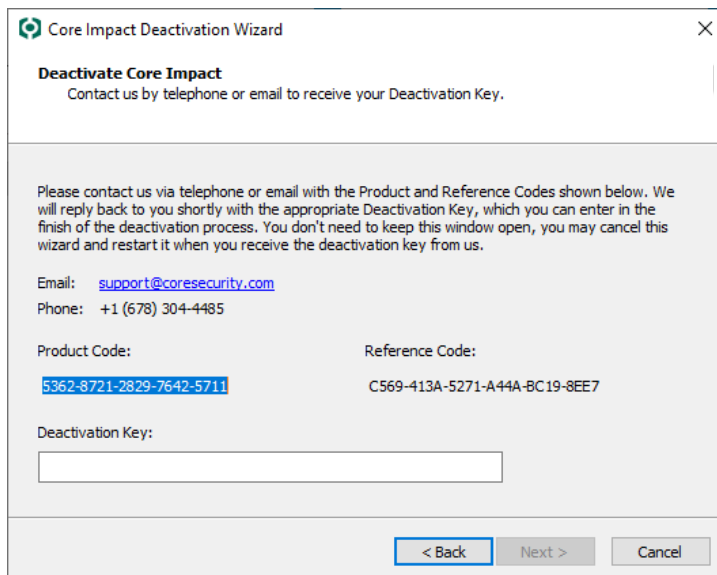 Core Impact Deactivation Wizard
Deactivate Core Impact
Contact us by telephone or email to receive your Deactivation Key.
Please contact us via telephone or email with the Product and Reference Codes shown below. We
will reply back to you shortly with the appropriate Deactivation Key, which you can enter in the
finish of the deactivation process. You don't need to keep this window open, you may cancel this
wizard and restart it when you receive the deactivation key from us.
Email: support@coresecurity.com
Phone: +1 (678) 304-4485
Product Code: Reference Code:
5362-8721-2829-7642-5711 C569-413A-5271-A44A-BC19-8EE7
Deactivation Key:
< Back Next > Cancel